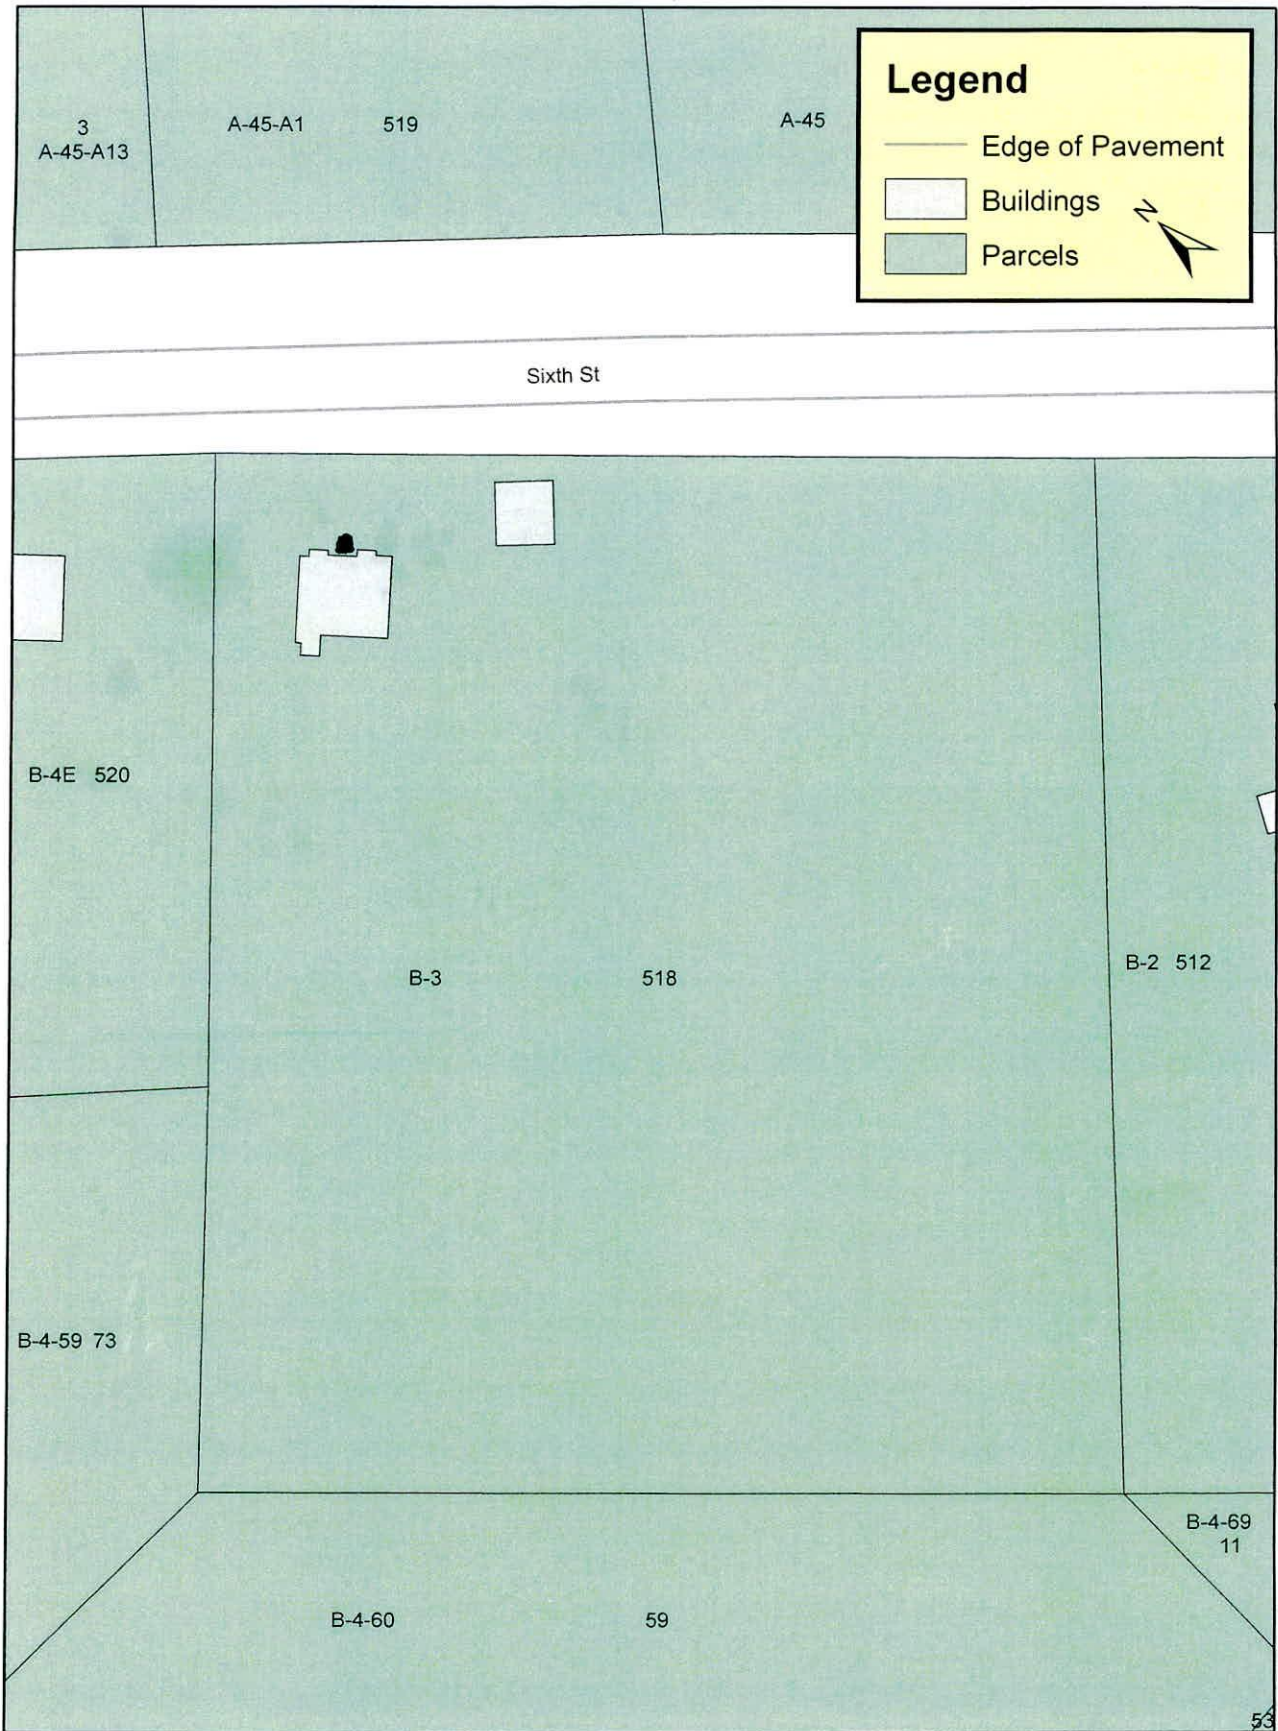 3
A-45-A13
A-45-A1 519
A-45
Legend
Edge of Pavement
Buildings
Parcels
N
Sixth St
B-4E 520
B-3 518
B-2 512
B-4-59 73
B-4-69
11
B-4-60 59
53